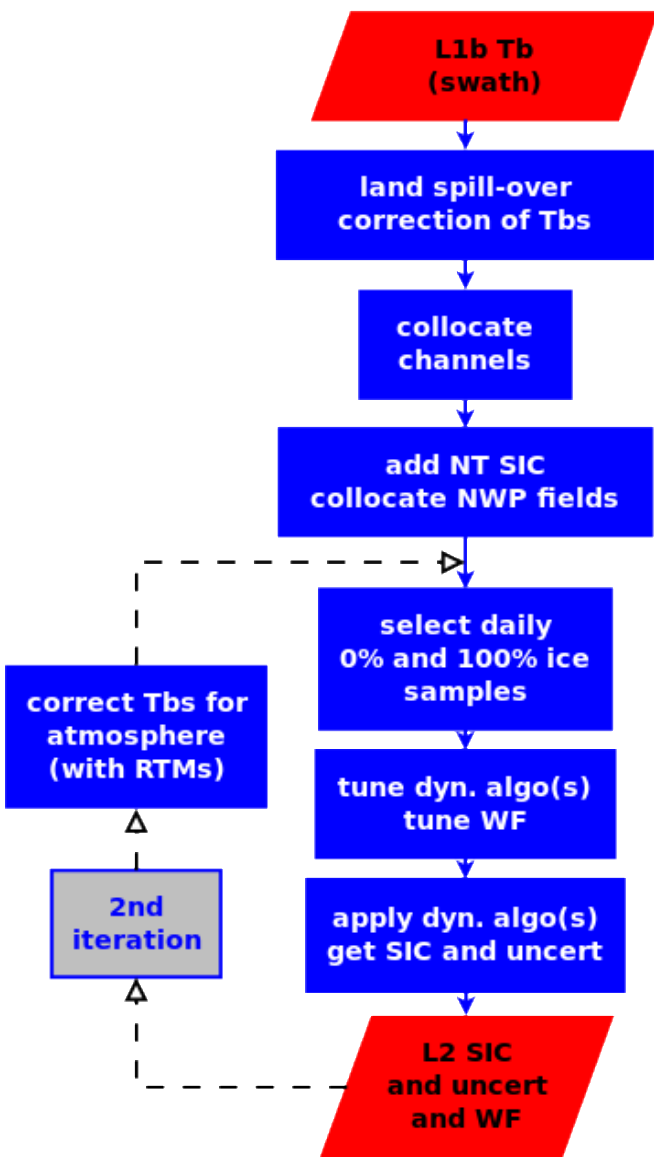 L1b Tb
(swath)
land spill-over
correction of Tbs
collocate
channels
add NT SIC
collocate NWP fields
select daily
0% and 100% ice
samples
correct Tbs for
atmosphere
(with RTMs)
tune dyn. algo(s)
tune WF
2nd
iteration
apply dyn. algo(s)
get SIC and uncert
L2 SIC
and uncert
and WF